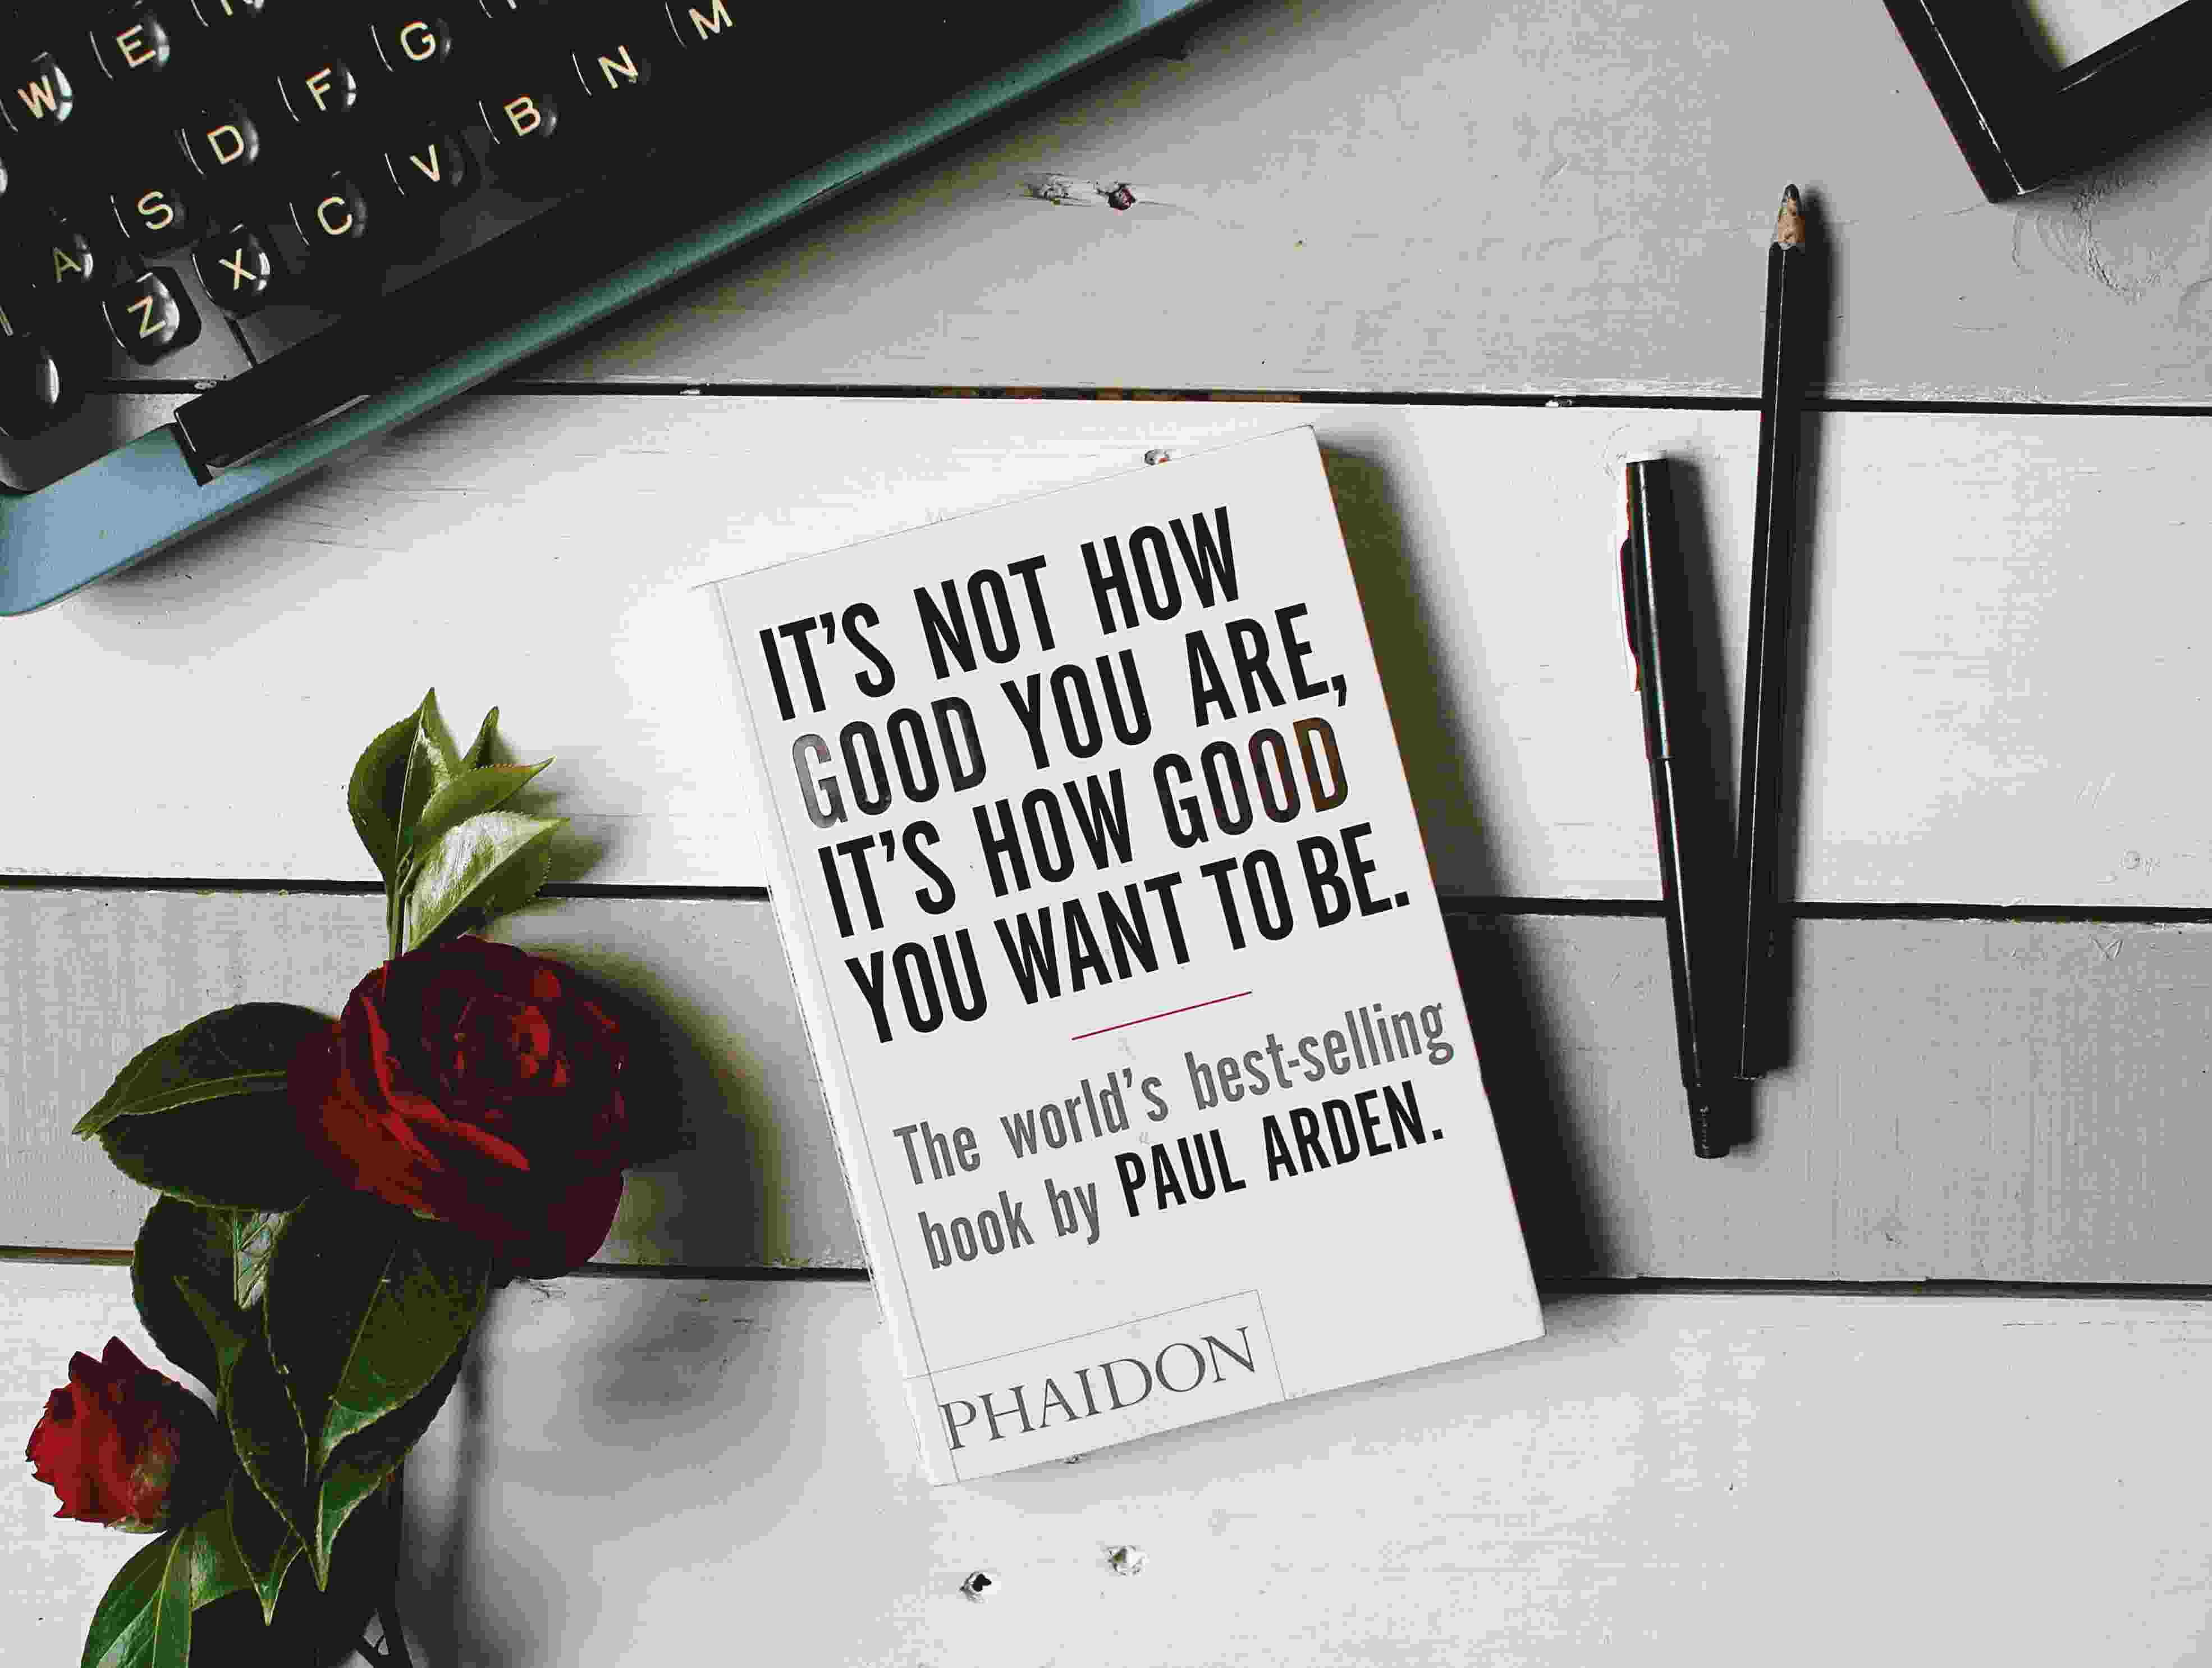 W E
A S D F G
Z X C V B N M
IT'S NOT HOW
GOOD YOU ARE,
IT'S HOW GOOD
YOU WANT TO BE.
The world's best-selling
book by PAUL ARDEN.
PHAIDON